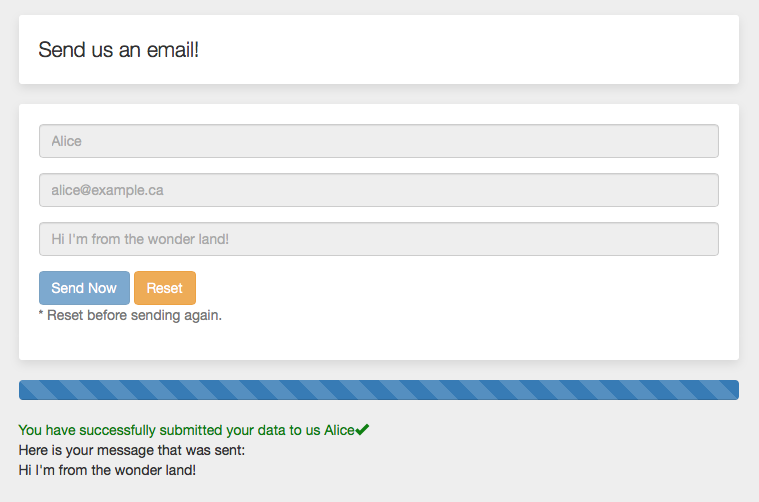 Send us an email!
Alice
alice@example.ca
Hi I'm from the wonder land!
Send Now Reset
* Reset before sending again.
You have successfully submitted your data to us Alice✔
Here is your message that was sent:
Hi I'm from the wonder land!